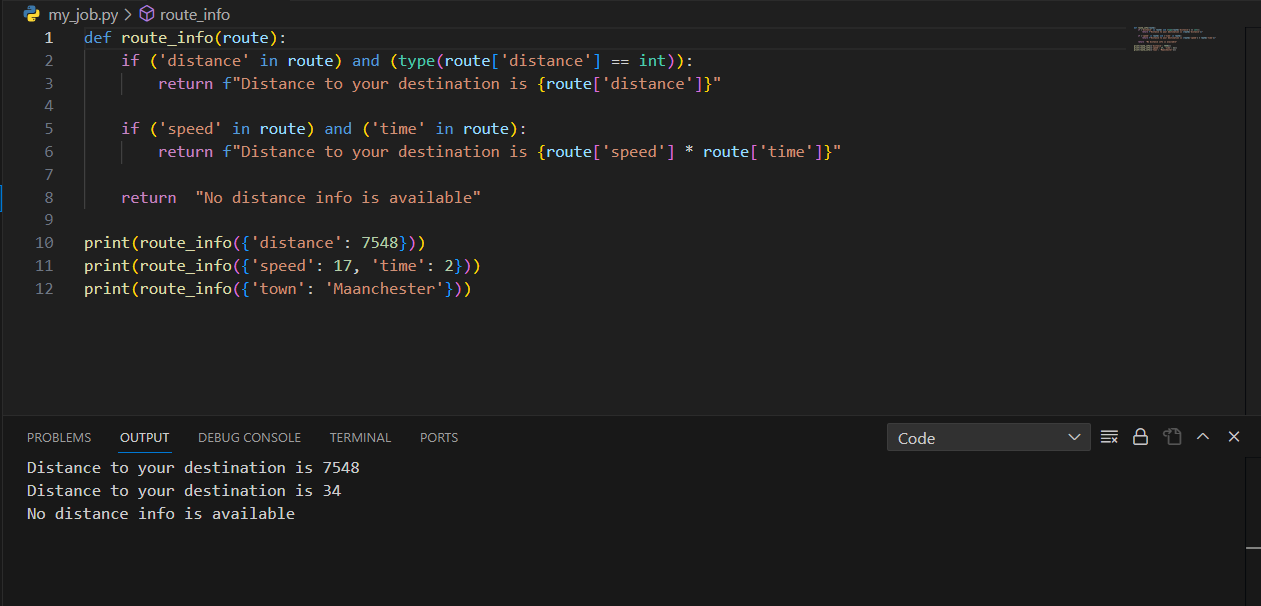 my_job.py > route_info
1 def route_info(route):
2     if ('distance' in route) and (type(route['distance'] == int)):
3         return f"Distance to your destination is {route['distance']}"
4
5     if ('speed' in route) and ('time' in route):
6         return f"Distance to your destination is {route['speed'] * route['time']}"
7
8     return  "No distance info is available"
9
10 print(route_info({'distance': 7548}))
11 print(route_info({'speed': 17, 'time': 2}))
12 print(route_info({'town': 'Maanchester'}))
PROBLEMS OUTPUT DEBUG CONSOLE TERMINAL PORTS Code
Distance to your destination is 7548
Distance to your destination is 34
No distance info is available